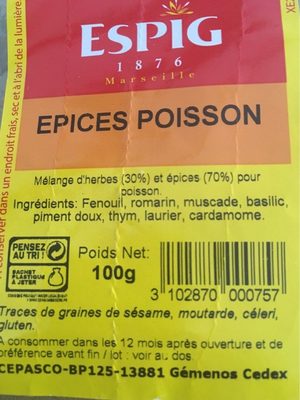 ESPIG
1876
Marseille
EPICES POISSON
Mélange d'herbes (30%) et épices (70%) pour
poisson.
Ingrédients: Fenouil, romarin, muscade, basilic,
piment doux, thym, laurier, cardamome.
A conserver dans un endroit frais, sec et à l'abri de la lumière
PENSEZ
AU TRI !
SACHET
PLASTIQUE
À JETER
Poids Net:
100g
3 102870 000757
Traces de graines de sésame, moutarde, céleri,
gluten.
A consommer dans les 12 mois après ouverture et de
préférence avant fin / lot : voir au dos
CEPASCO-BP125-13881 Gémenos Cedex